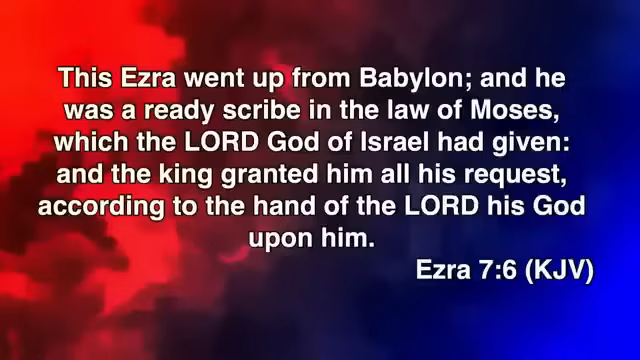 This Ezra went up from Babylon; and he
was a ready scribe in the law of Moses,
which the LORD God of Israel had given:
and the king granted him all his request,
according to the hand of the LORD his God
upon him.
Ezra 7:6 (KJV)